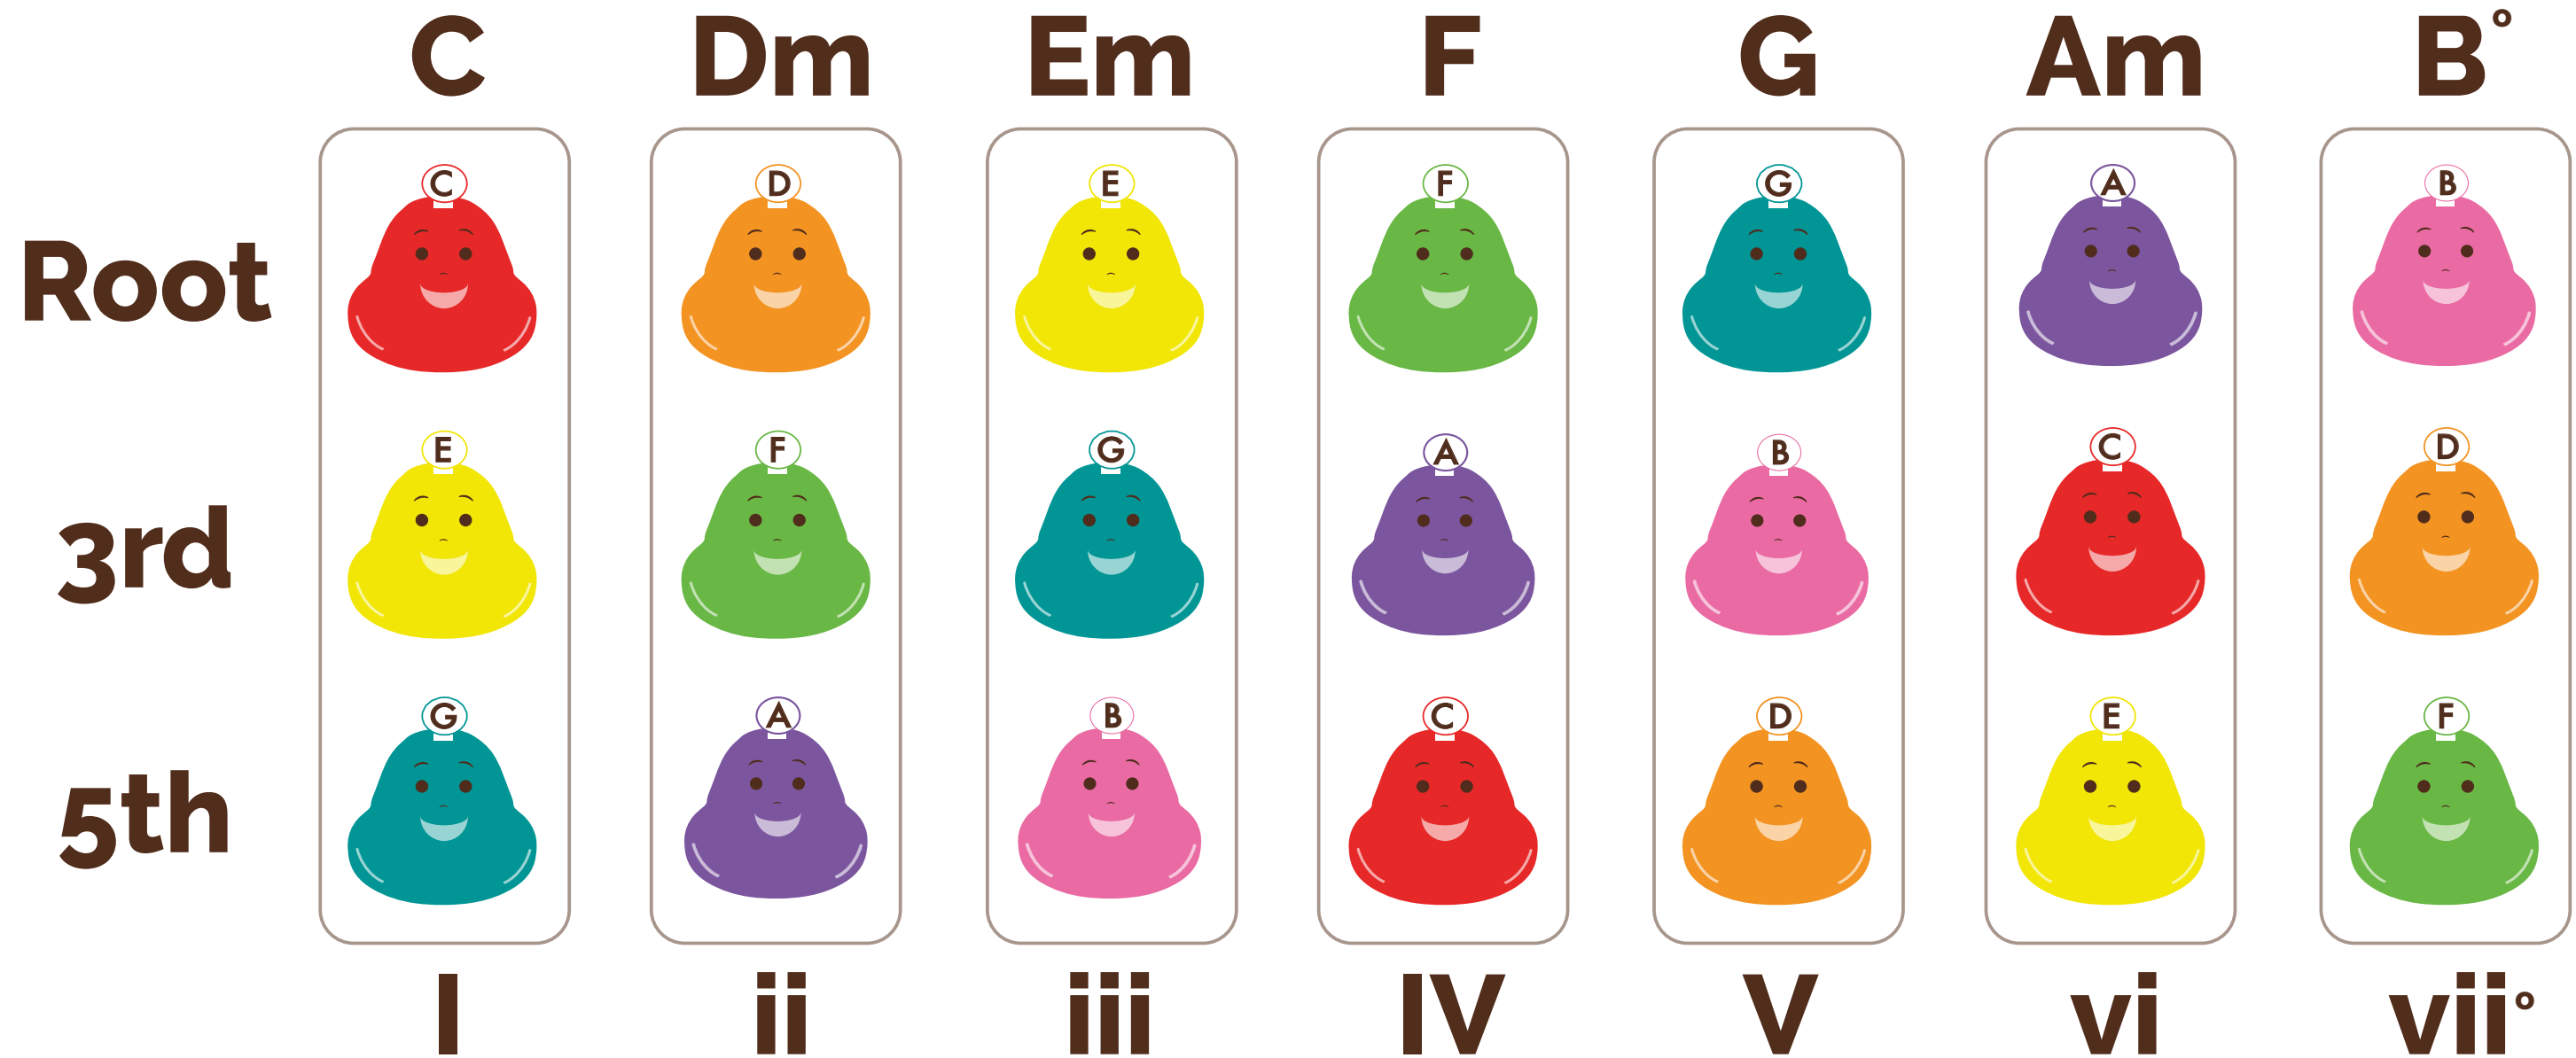 C Dm Em F G Am B°
Root C D E F G A B
3rd E F G A B C D
5th G A B C D E F
I ii iii IV V vi vii°